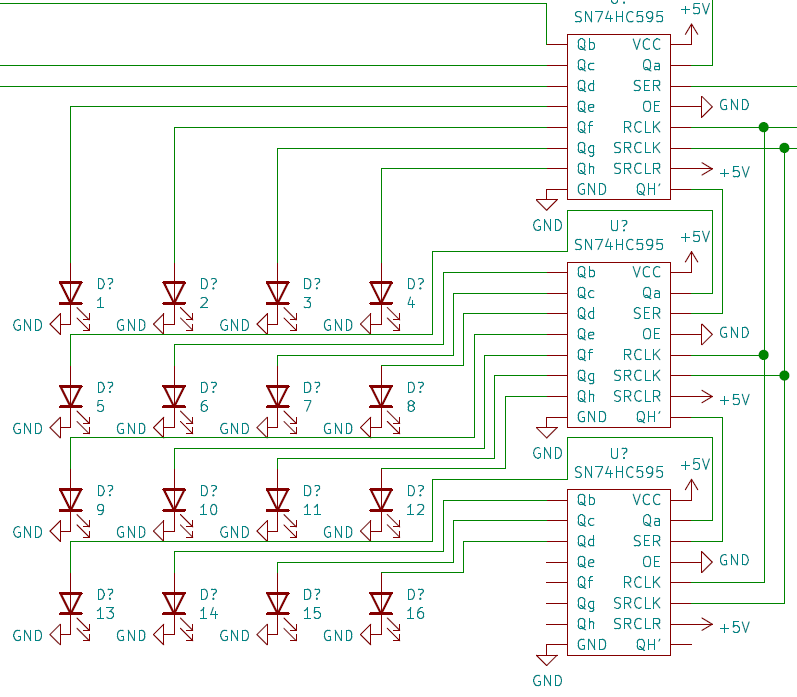 U?
SN74HC595
+5V
Qb VCC
Qc Qa
Qd SER
Qe OE GND
Qf RCLK
Qg SRCLK
Qh SRCLR +5V
GND QH'
GND
U?
SN74HC595
+5V
Qb VCC
Qc Qa
Qd SER
Qe OE GND
Qf RCLK
Qg SRCLK
Qh SRCLR +5V
GND QH'
GND
U?
SN74HC595
+5V
Qb VCC
Qc Qa
Qd SER
Qe OE GND
Qf RCLK
Qg SRCLK
Qh SRCLR +5V
GND QH'
GND
D? D? D? D?
1 2 3 4
GND GND GND GND
D? D? D? D?
5 6 7 8
GND GND GND GND
D? D? D? D?
9 10 11 12
GND GND GND GND
D? D? D? D?
13 14 15 16
GND GND GND GND